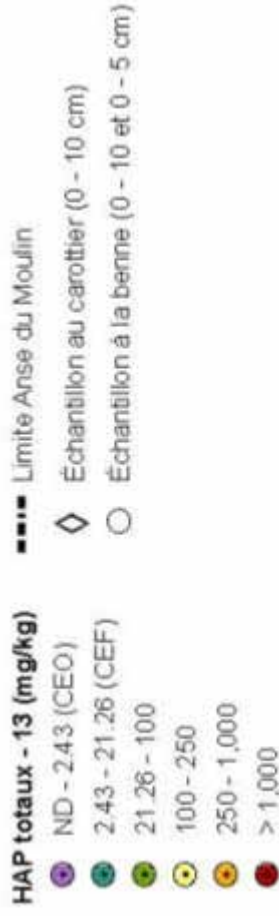 HAP totaux - 13 (mg/kg)
ND - 2.43 (CEO)
2.43 - 21.26 (CEF)
21.26 - 100
100 - 250
250 - 1,000
> 1,000
Limite Anse du Moulin
Échantillon au carottier (0 - 10 cm)
Échantillon à la benne (0 - 10 et 0 - 5 cm)